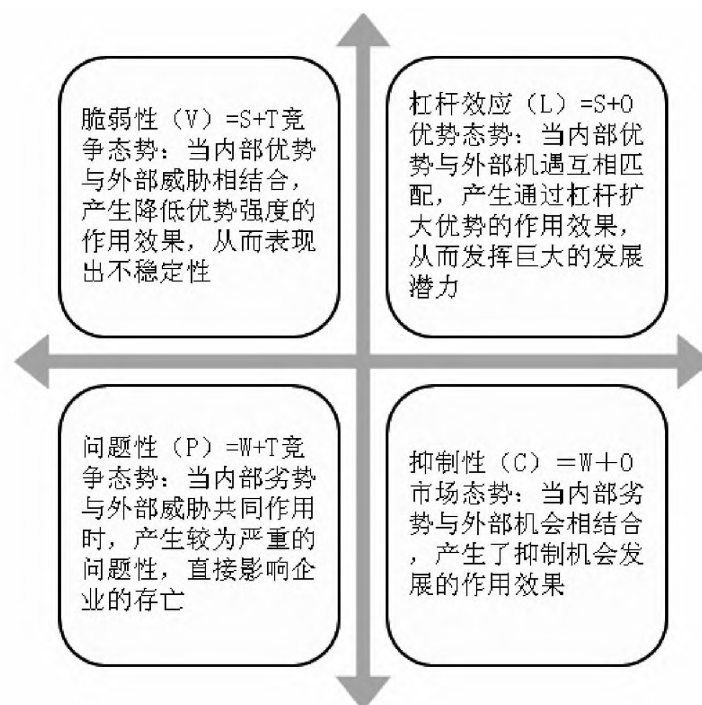 脆弱性（V）=S+T竞
争态势：当内部优势
与外部威胁相结合，
产生降低优势强度的
作用效果，从而表现
出不稳定性
杠杆效应（L）=S+O
优势态势：当内部优
势与外部机遇互相匹
配，产生通过杠杆扩
大优势的作用效果，
从而发挥巨大的发展
潜力
问题性（P）=W+T竞
争态势：当内部劣势
与外部威胁共同作用
时，产生较为严重的
问题性，直接影响企
业的存亡
抑制性（C）＝W＋O
市场态势：当内部劣
势与外部机会相结合
，产生了抑制机会发
展的作用效果